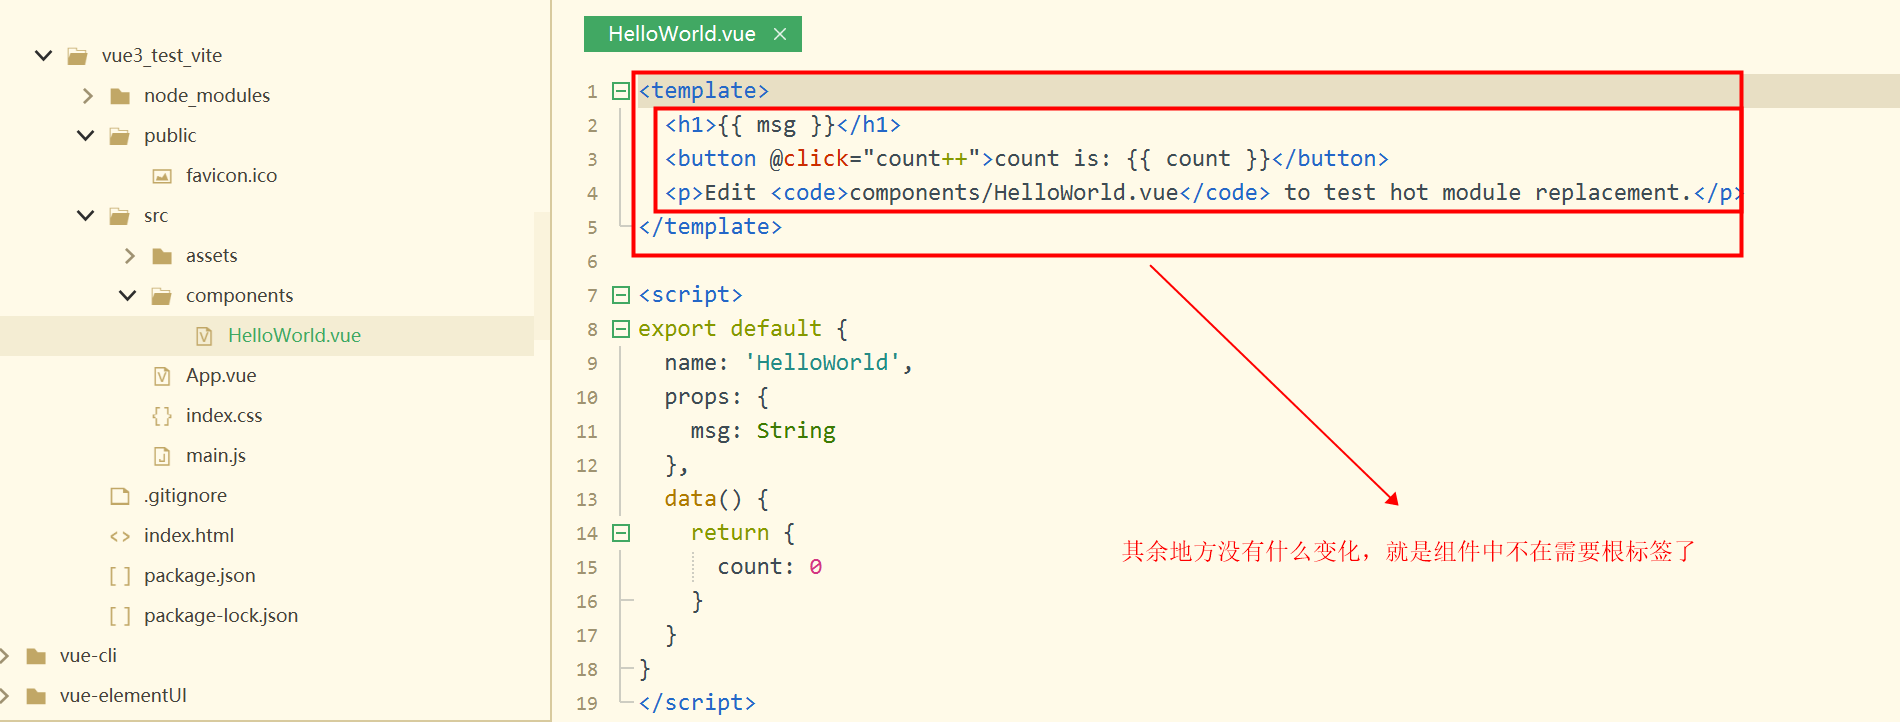 vue3_test_vite
node_modules
public
favicon.ico
src
assets
components
HelloWorld.vue
App.vue
index.css
main.js
.gitignore
index.html
package.json
package-lock.json
vue-cli
vue-elementUI
HelloWorld.vue ×
1 <template>
2 <h1>{{ msg }}</h1>
3 <button @click="count++">count is: {{ count }}</button>
4 <p>Edit <code>components/HelloWorld.vue</code> to test hot module replacement.</p>
5 </template>
6
7 <script>
8 export default {
9 name: 'HelloWorld',
10 props: {
11 msg: String
12 },
13 data() {
14 return {
15 count: 0
16 }
17 }
18 }
19 </script>
其余地方没有什么变化，就是组件中不在需要根标签了